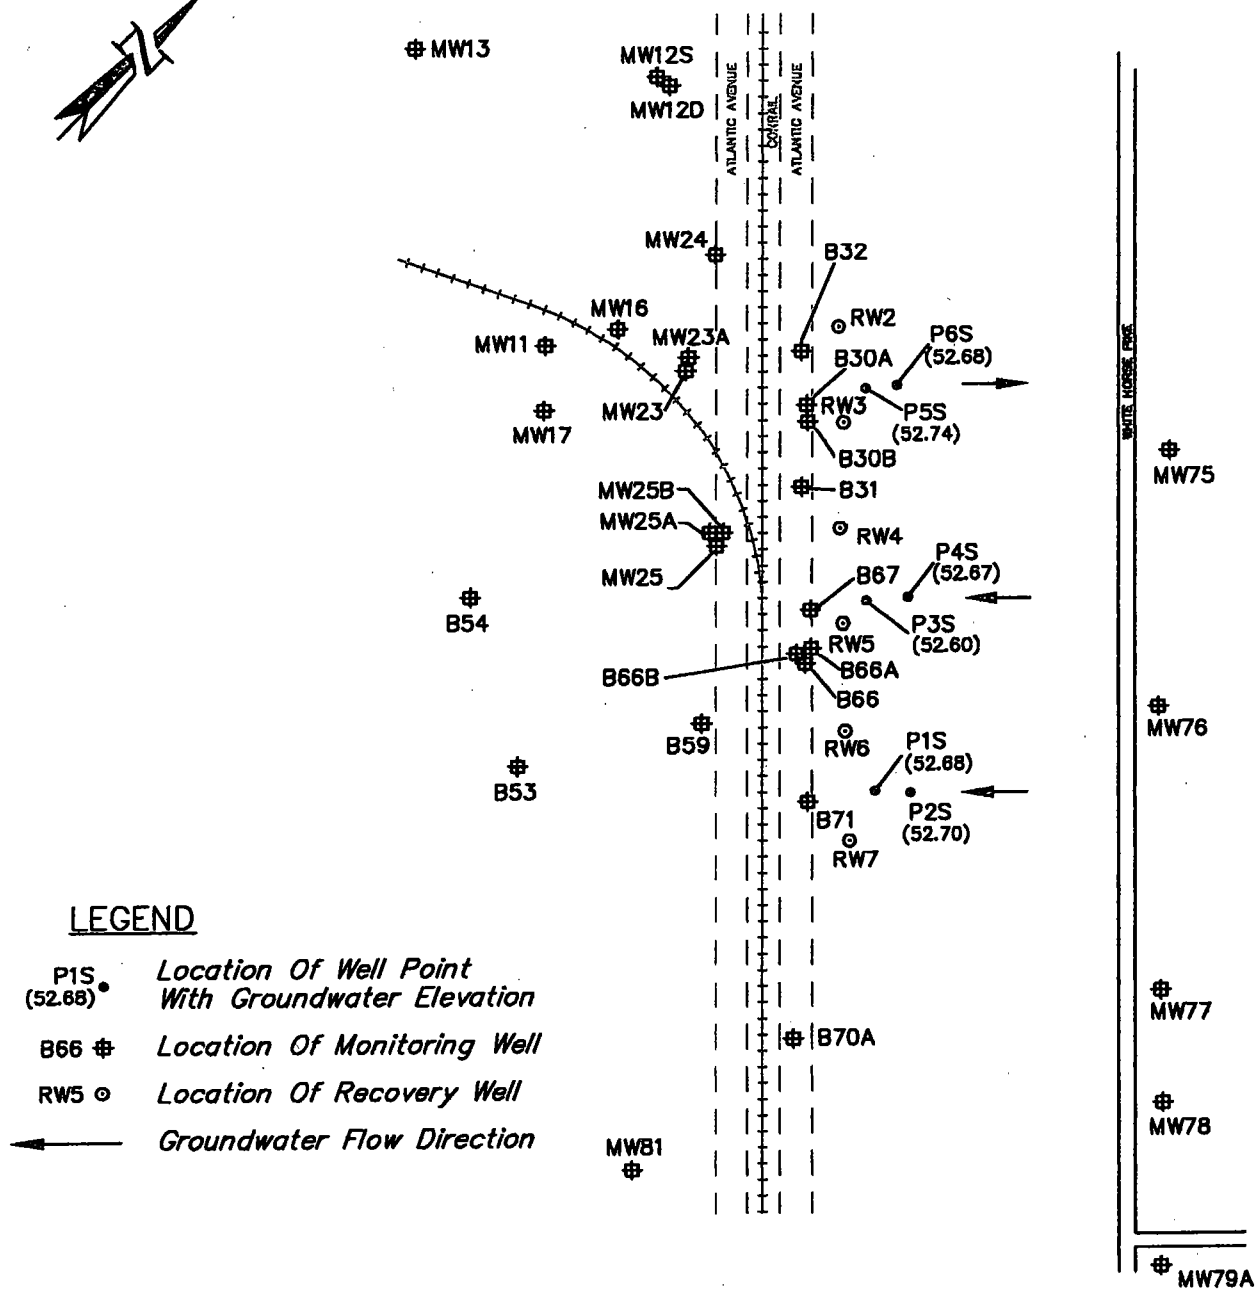 N
MW13
MW12S
MW12D
ATLANTIC AVENUE
CONRAIL
ATLANTIC AVENUE
WHITE HORSE PIKE
MW24
B32
MW16
RW2
MW11
MW23A
P6S
(52.68)
B30A
MW23
RW3
P5S
(52.74)
MW17
B30B
MW75
MW25B
B31
MW25A
RW4
MW25
P4S
(52.67)
B67
B54
P3S
(52.60)
RW5
B66B
B66A
B66
MW76
B59
RW6
P1S
(52.68)
B53
B71
P2S
(52.70)
RW7
LEGEND
P1S
(52.68)
Location Of Well Point
With Groundwater Elevation
B66
Location Of Monitoring Well
RW5
Location Of Recovery Well
Groundwater Flow Direction
MW77
B70A
MW78
MW81
MW79A